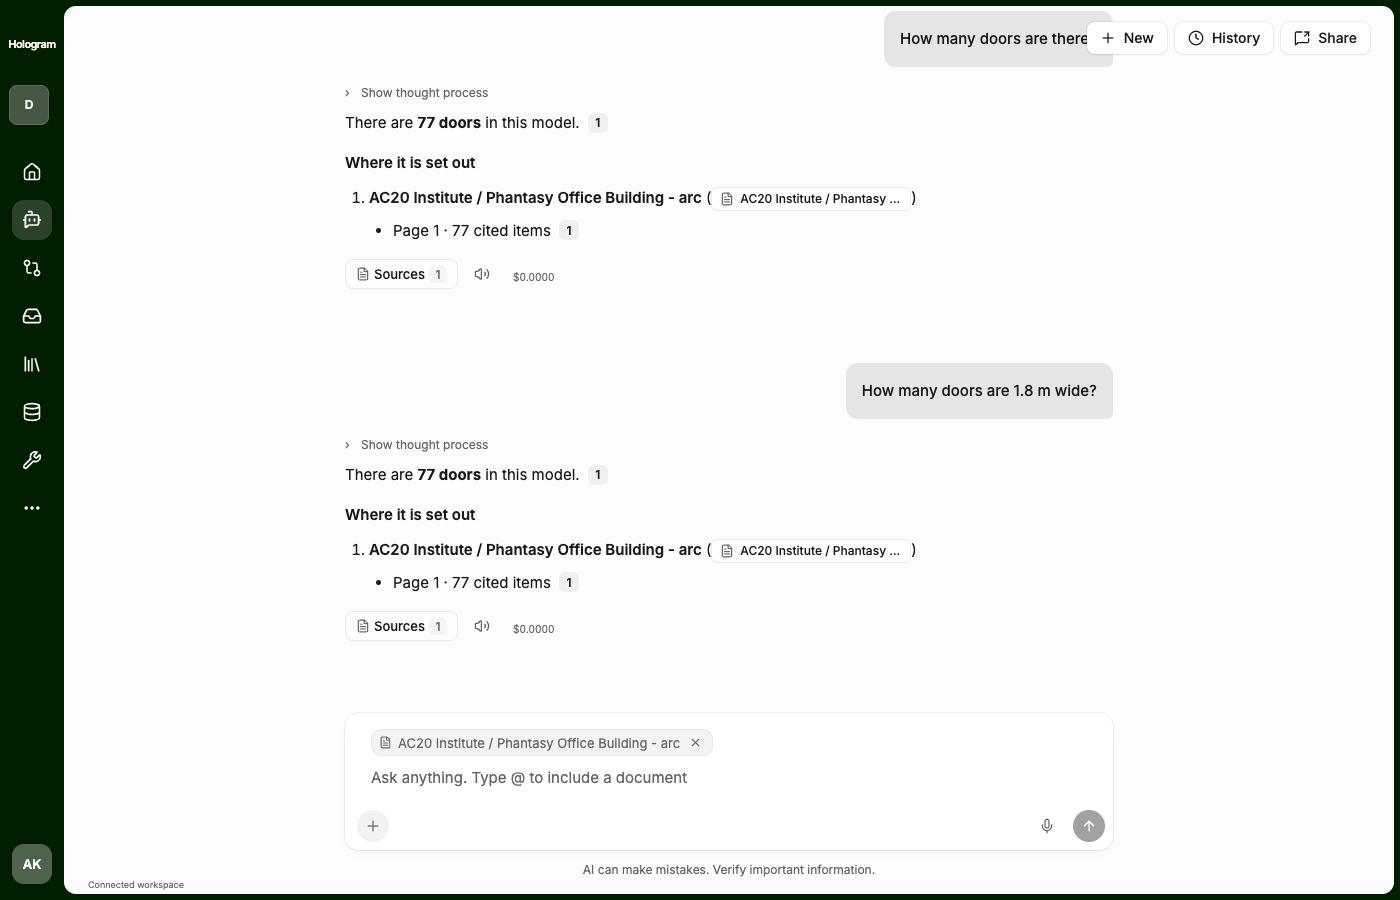 Hologram
D
How many doors are there
New
History
Share
Show thought process
There are 77 doors in this model. 1
Where it is set out
1. AC20 Institute / Phantasy Office Building - arc (AC20 Institute / Phantasy ...)
• Page 1 · 77 cited items 1
Sources 1
$0.0000
How many doors are 1.8 m wide?
Show thought process
There are 77 doors in this model. 1
Where it is set out
1. AC20 Institute / Phantasy Office Building - arc (AC20 Institute / Phantasy ...)
• Page 1 · 77 cited items 1
Sources 1
$0.0000
AC20 Institute / Phantasy Office Building - arc
Ask anything. Type @ to include a document
AI can make mistakes. Verify important information.
AK
Connected workspace